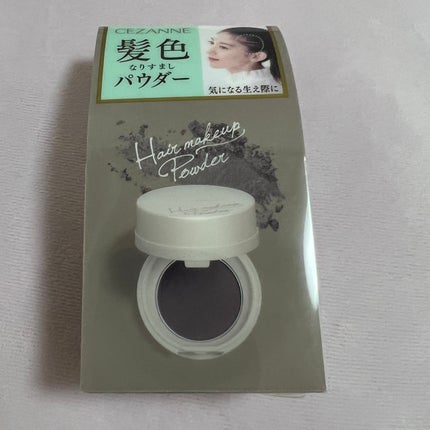 CEZANNE
髪色
なりすまし
パウダー
気になる生え際に
Hair makeup
Powder